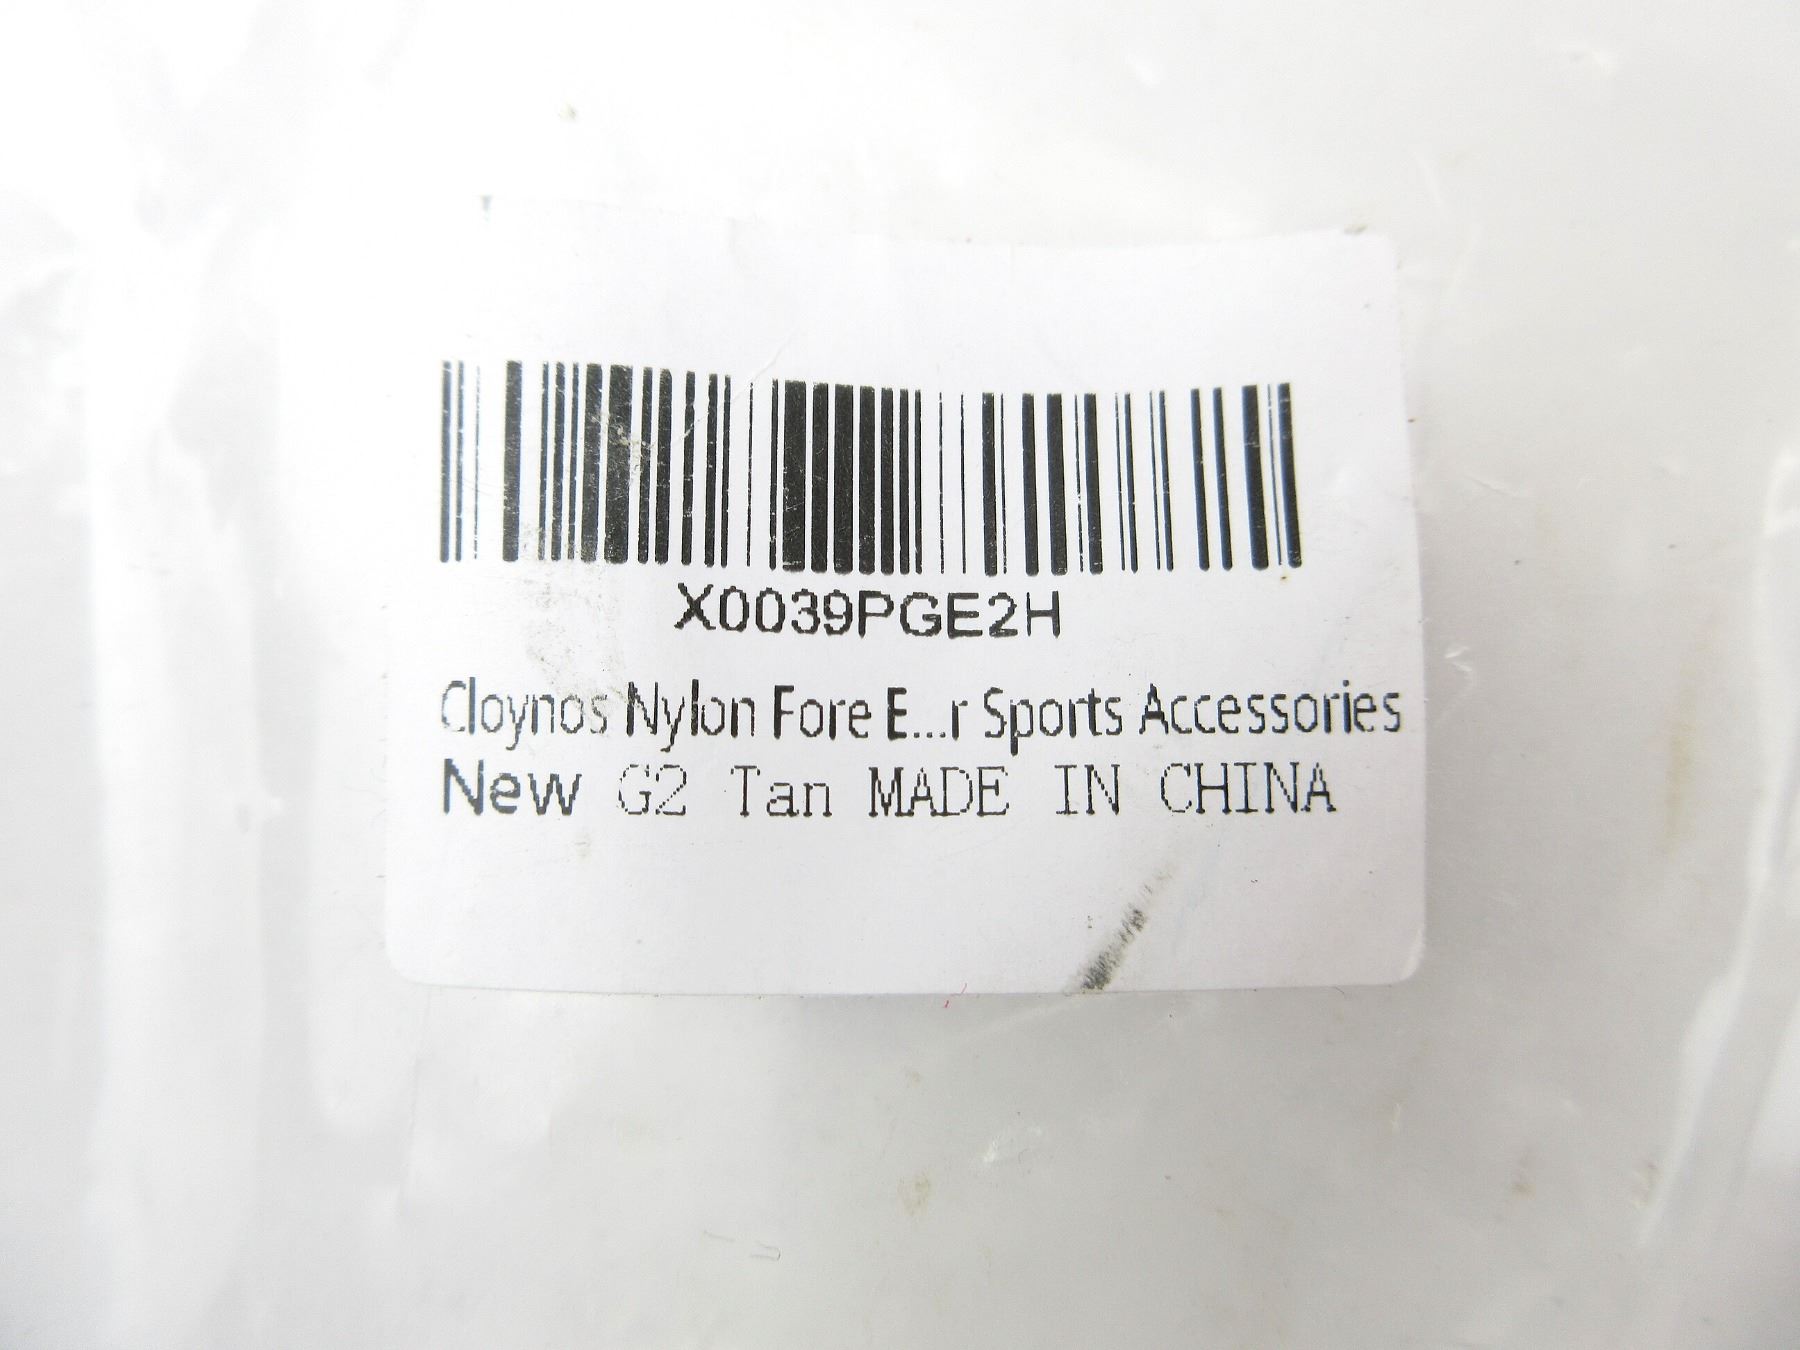 X0039PGE2H
Cloynos Nylon Fore E...r Sports Accessories
New G2 Tan MADE IN CHINA